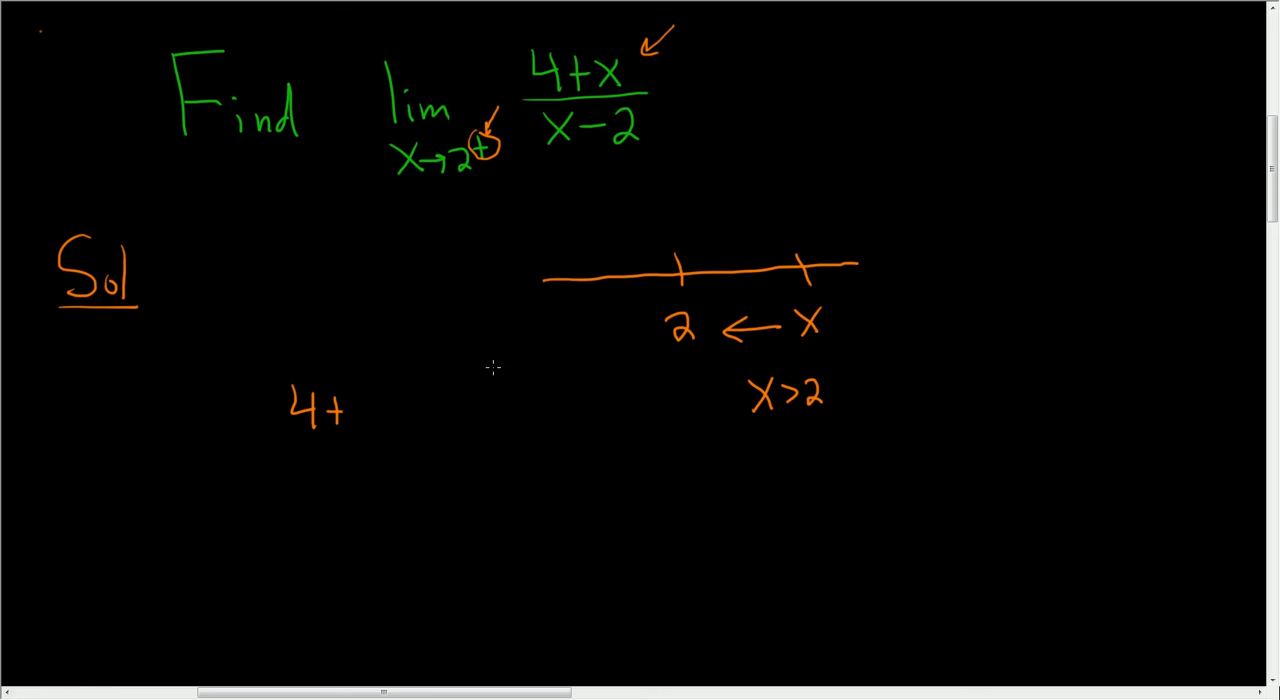 Find lim x→2⁺ (4+x)/(x−2)
Sol
2 ← x
x>2
4+